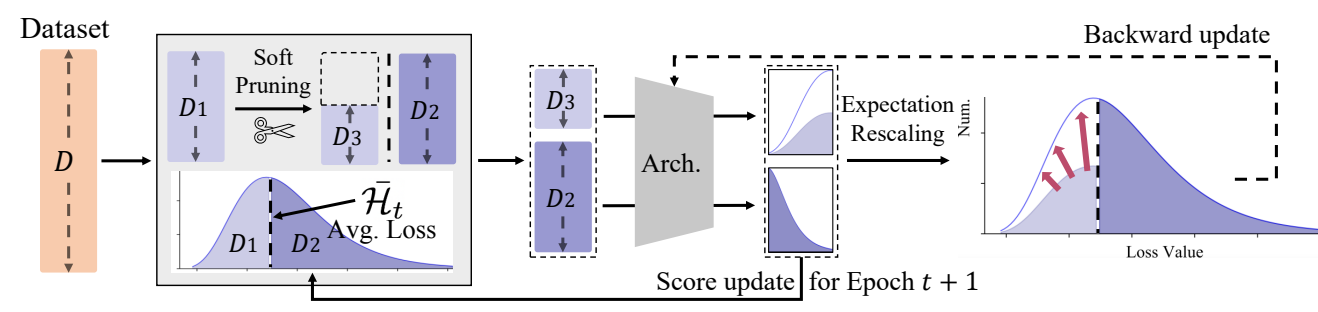 Dataset
D
D1
Soft
Pruning
D3
D2
D1
D2
H̄t
Avg. Loss
D3
D2
Arch.
Expectation
Rescaling
Backward update
Num.
Loss Value
Score update for Epoch t + 1